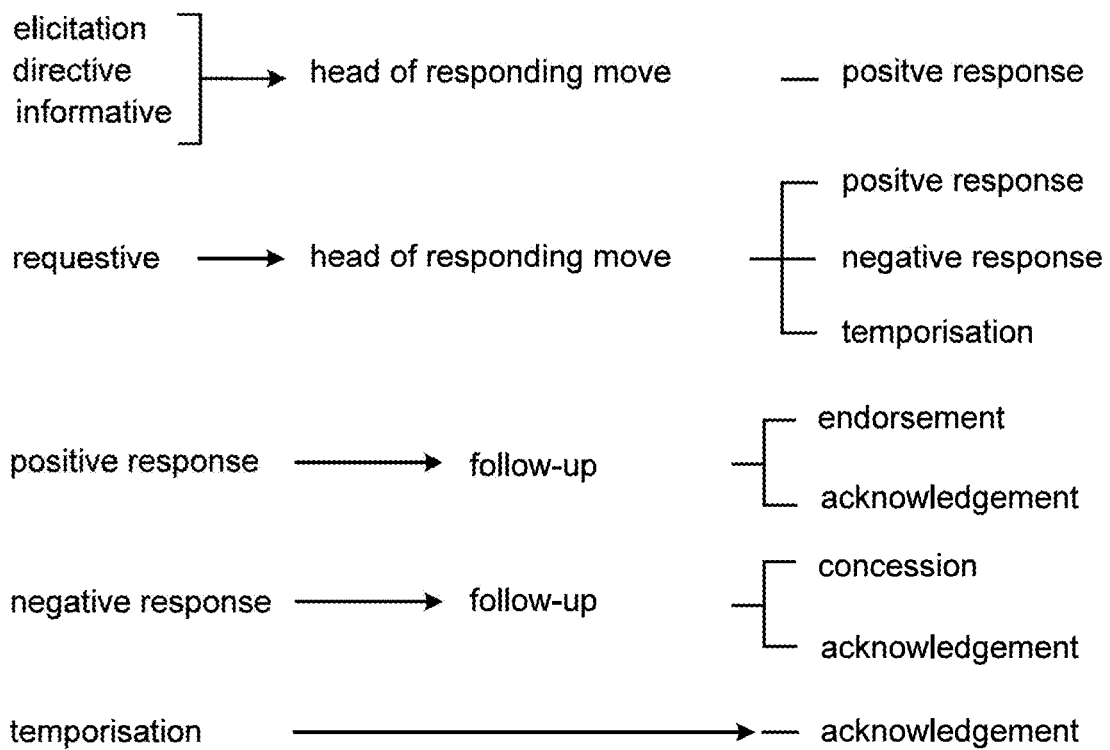 elicitation
directive
informative
head of responding move
positve response
requestive
head of responding move
positve response
negative response
temporisation
positive response
follow-up
endorsement
acknowledgement
negative response
follow-up
concession
acknowledgement
temporisation
acknowledgement